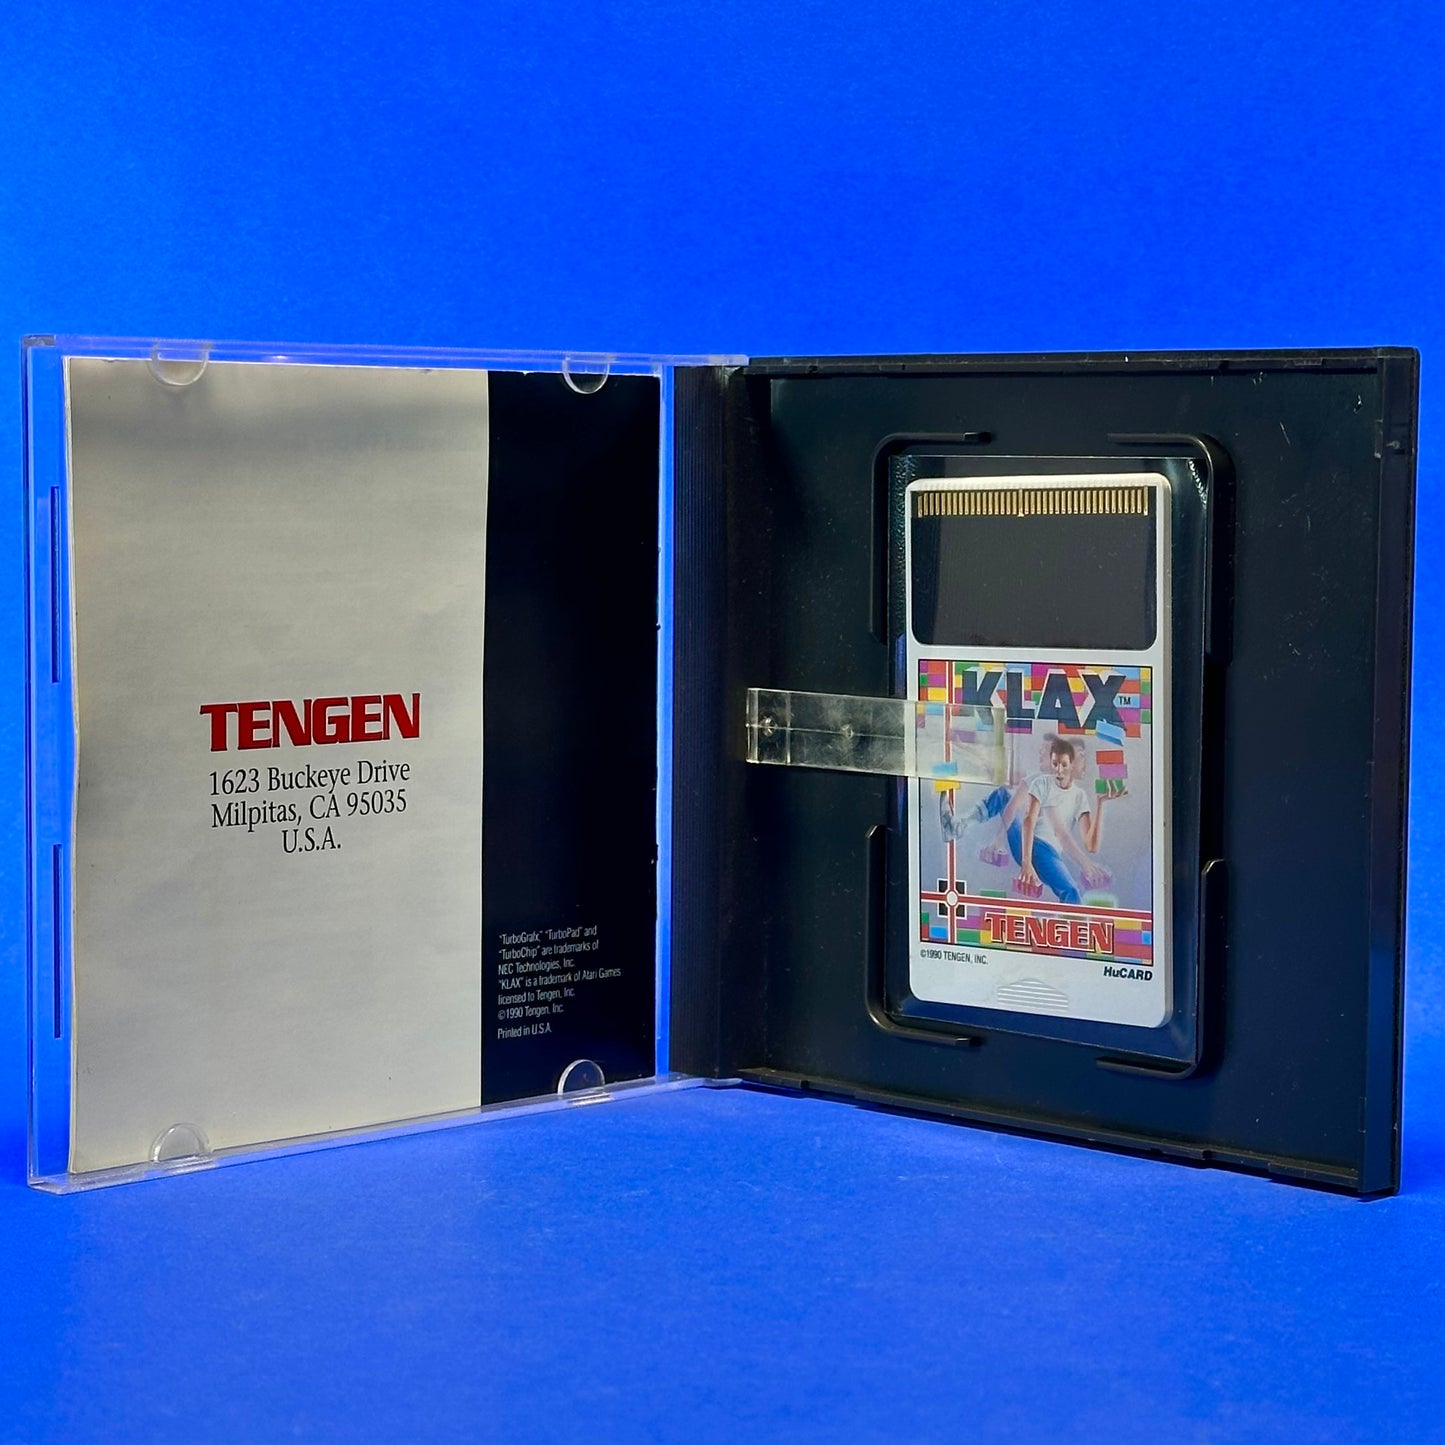 TENGEN
1623 Buckeye Drive
Milpitas, CA 95035
U.S.A.
"TurboGrafx," "TurboPad" and
"TurboChip" are trademarks of
NEC Technologies, Inc.
"KLAX" is a trademark of Atari Games
licensed to Tengen, Inc.
©1990 Tengen, Inc.
Printed in U.S.A.
KLAX™
TENGEN
©1990 TENGEN, INC.
HuCARD